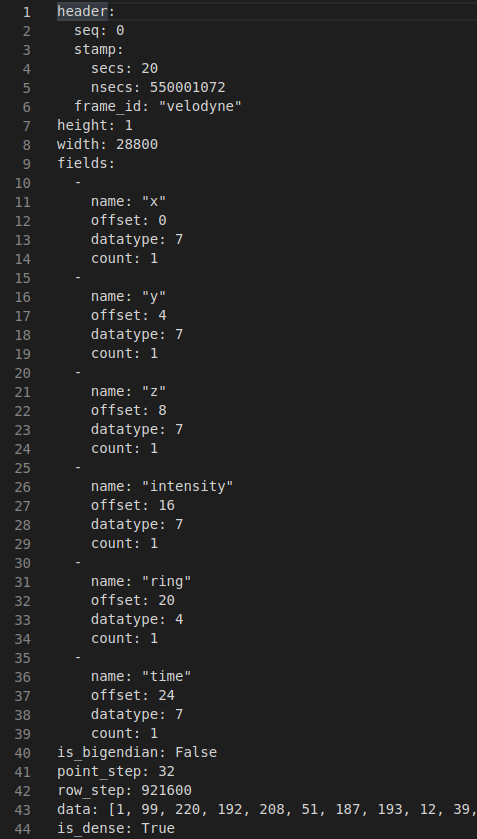 1 header:
2   seq: 0
3   stamp:
4     secs: 20
5     nsecs: 550001072
6   frame_id: "velodyne"
7 height: 1
8 width: 28800
9 fields:
10   -
11     name: "x"
12     offset: 0
13     datatype: 7
14     count: 1
15   -
16     name: "y"
17     offset: 4
18     datatype: 7
19     count: 1
20   -
21     name: "z"
22     offset: 8
23     datatype: 7
24     count: 1
25   -
26     name: "intensity"
27     offset: 16
28     datatype: 7
29     count: 1
30   -
31     name: "ring"
32     offset: 20
33     datatype: 4
34     count: 1
35   -
36     name: "time"
37     offset: 24
38     datatype: 7
39     count: 1
40 is_bigendian: False
41 point_step: 32
42 row_step: 921600
43 data: [1, 99, 220, 192, 208, 51, 187, 193, 12, 39,
44 is_dense: True